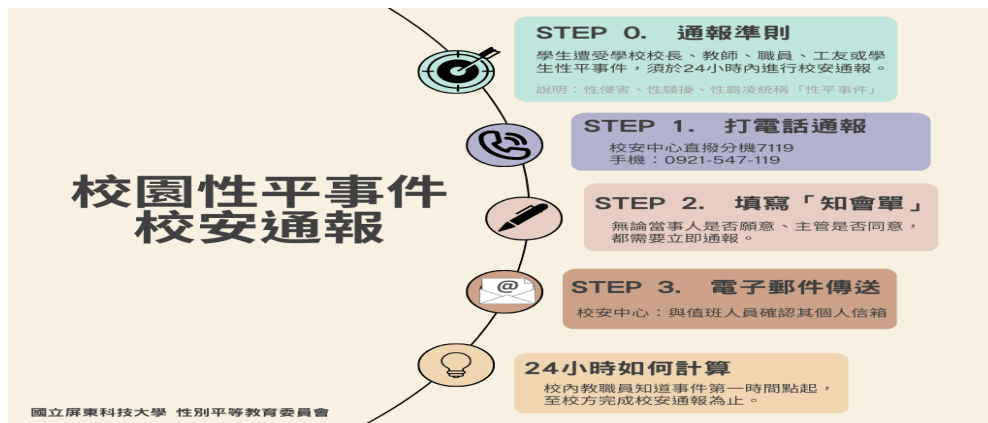 校園性平事件
校安通報
STEP 0. 通報準則
學生遭受學校校長、教師、職員、工友或學
生性平事件，須於24小時內進行校安通報。
說明：性侵害、性騷擾、性霸凌統稱「性平事件」
STEP 1. 打電話通報
校安中心直撥分機7119
手機：0921-547-119
STEP 2. 填寫「知會單」
無論當事人是否願意、主管是否同意，
都需要立即通報。
@
STEP 3. 電子郵件傳送
校安中心：與值班人員確認其個人信箱
24小時如何計算
校內教職員知道事件第一時間點起，
至校方完成校安通報為止。
國立屏東科技大學 性別平等教育委員會